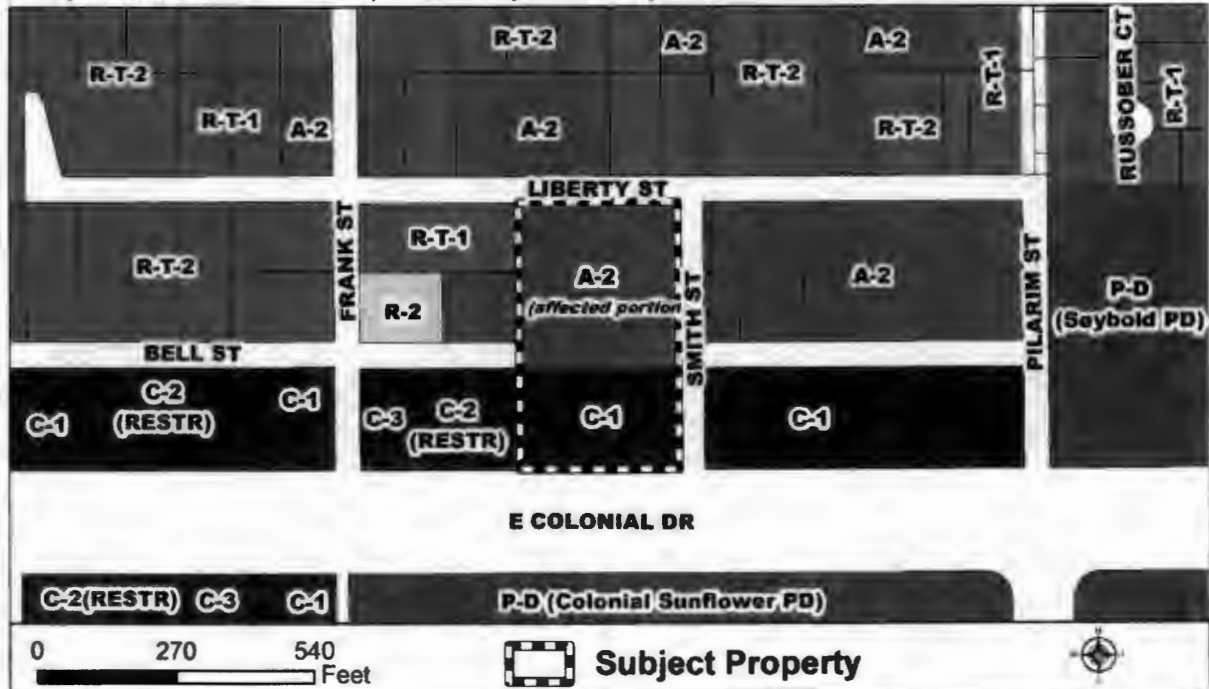 R-T-2 A-2 A-2
R-T-2 R-T-2 R-T-1 RUSSOBER CT R-T-1
R-T-1 A-2 A-2 R-T-2
LIBERTY ST
FRANK ST R-T-1
R-T-2 A-2 A-2 PILARIM ST P-D
R-2 (affected portion SMITH ST (Seybold PD)
BELL ST
C-1 C-2 C-1 C-3 C-2 C-1 C-1
(RESTR) (RESTR)
E COLONIAL DR
C-2(RESTR) C-3 C-1 P-D (Colonial Sunflower PD)
0 270 540
Feet
Subject Property